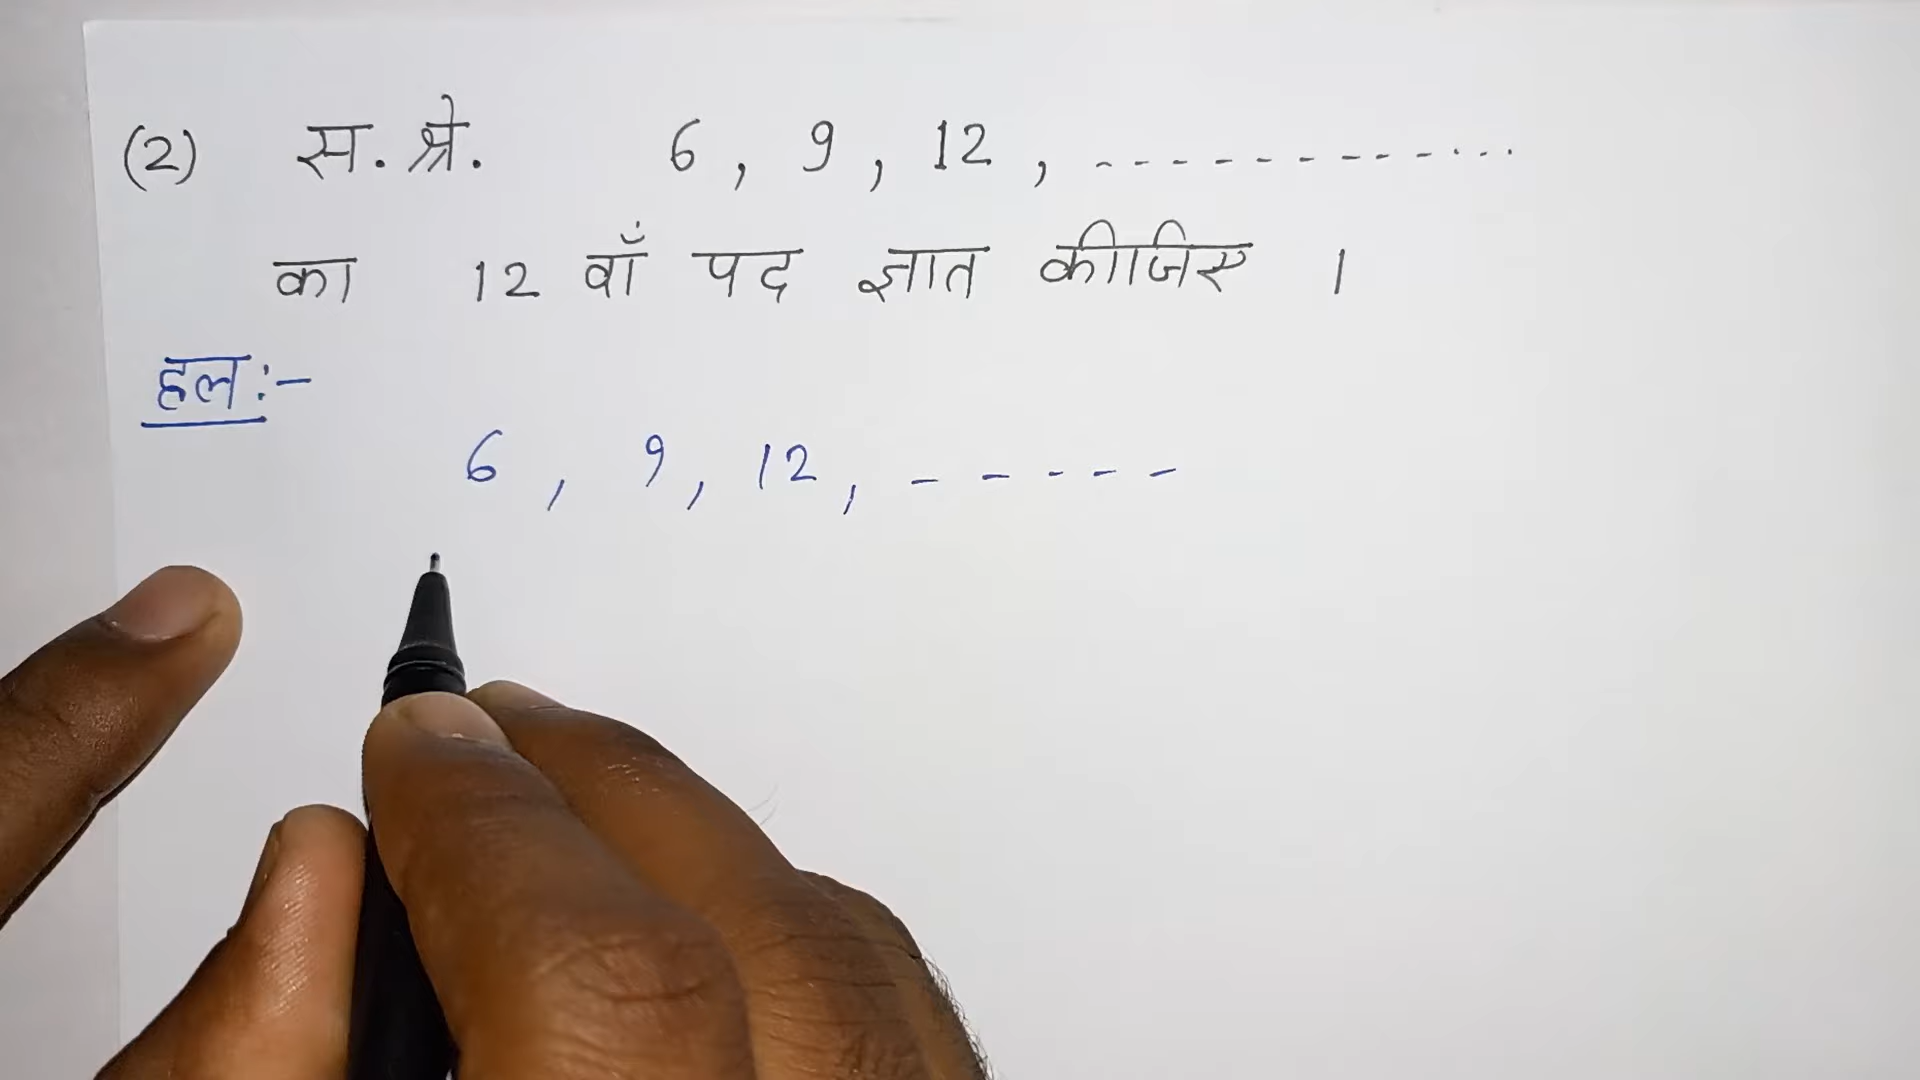 (2) स. श्रे. 6 , 9 , 12 , - - - - - - - - - - - - . . .
का 12 वाँ पद ज्ञात कीजिए ।
हल :-
6 , 9 , 12 , - - - - -